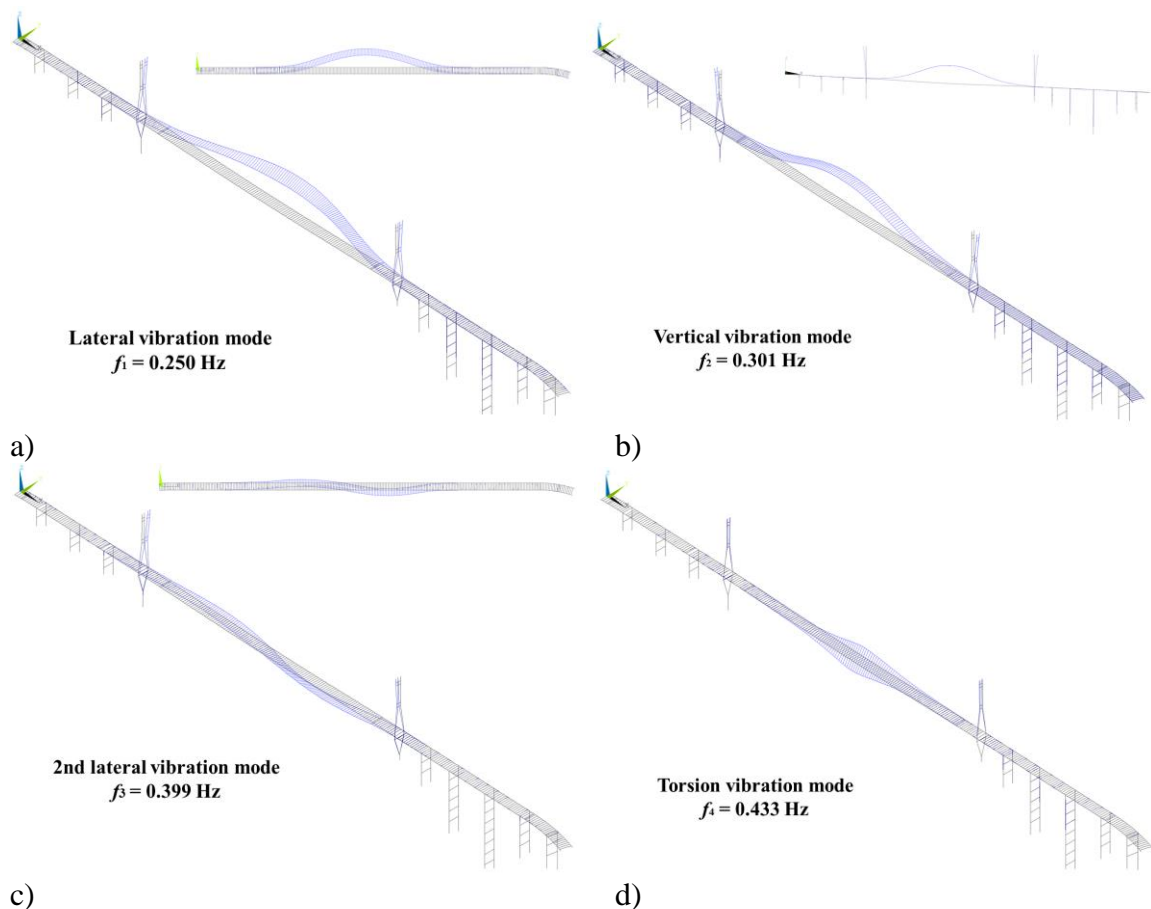 Lateral vibration mode
f₁ = 0.250 Hz
a)
Vertical vibration mode
f₂ = 0.301 Hz
b)
2nd lateral vibration mode
f₃ = 0.399 Hz
c)
Torsion vibration mode
f₄ = 0.433 Hz
d)